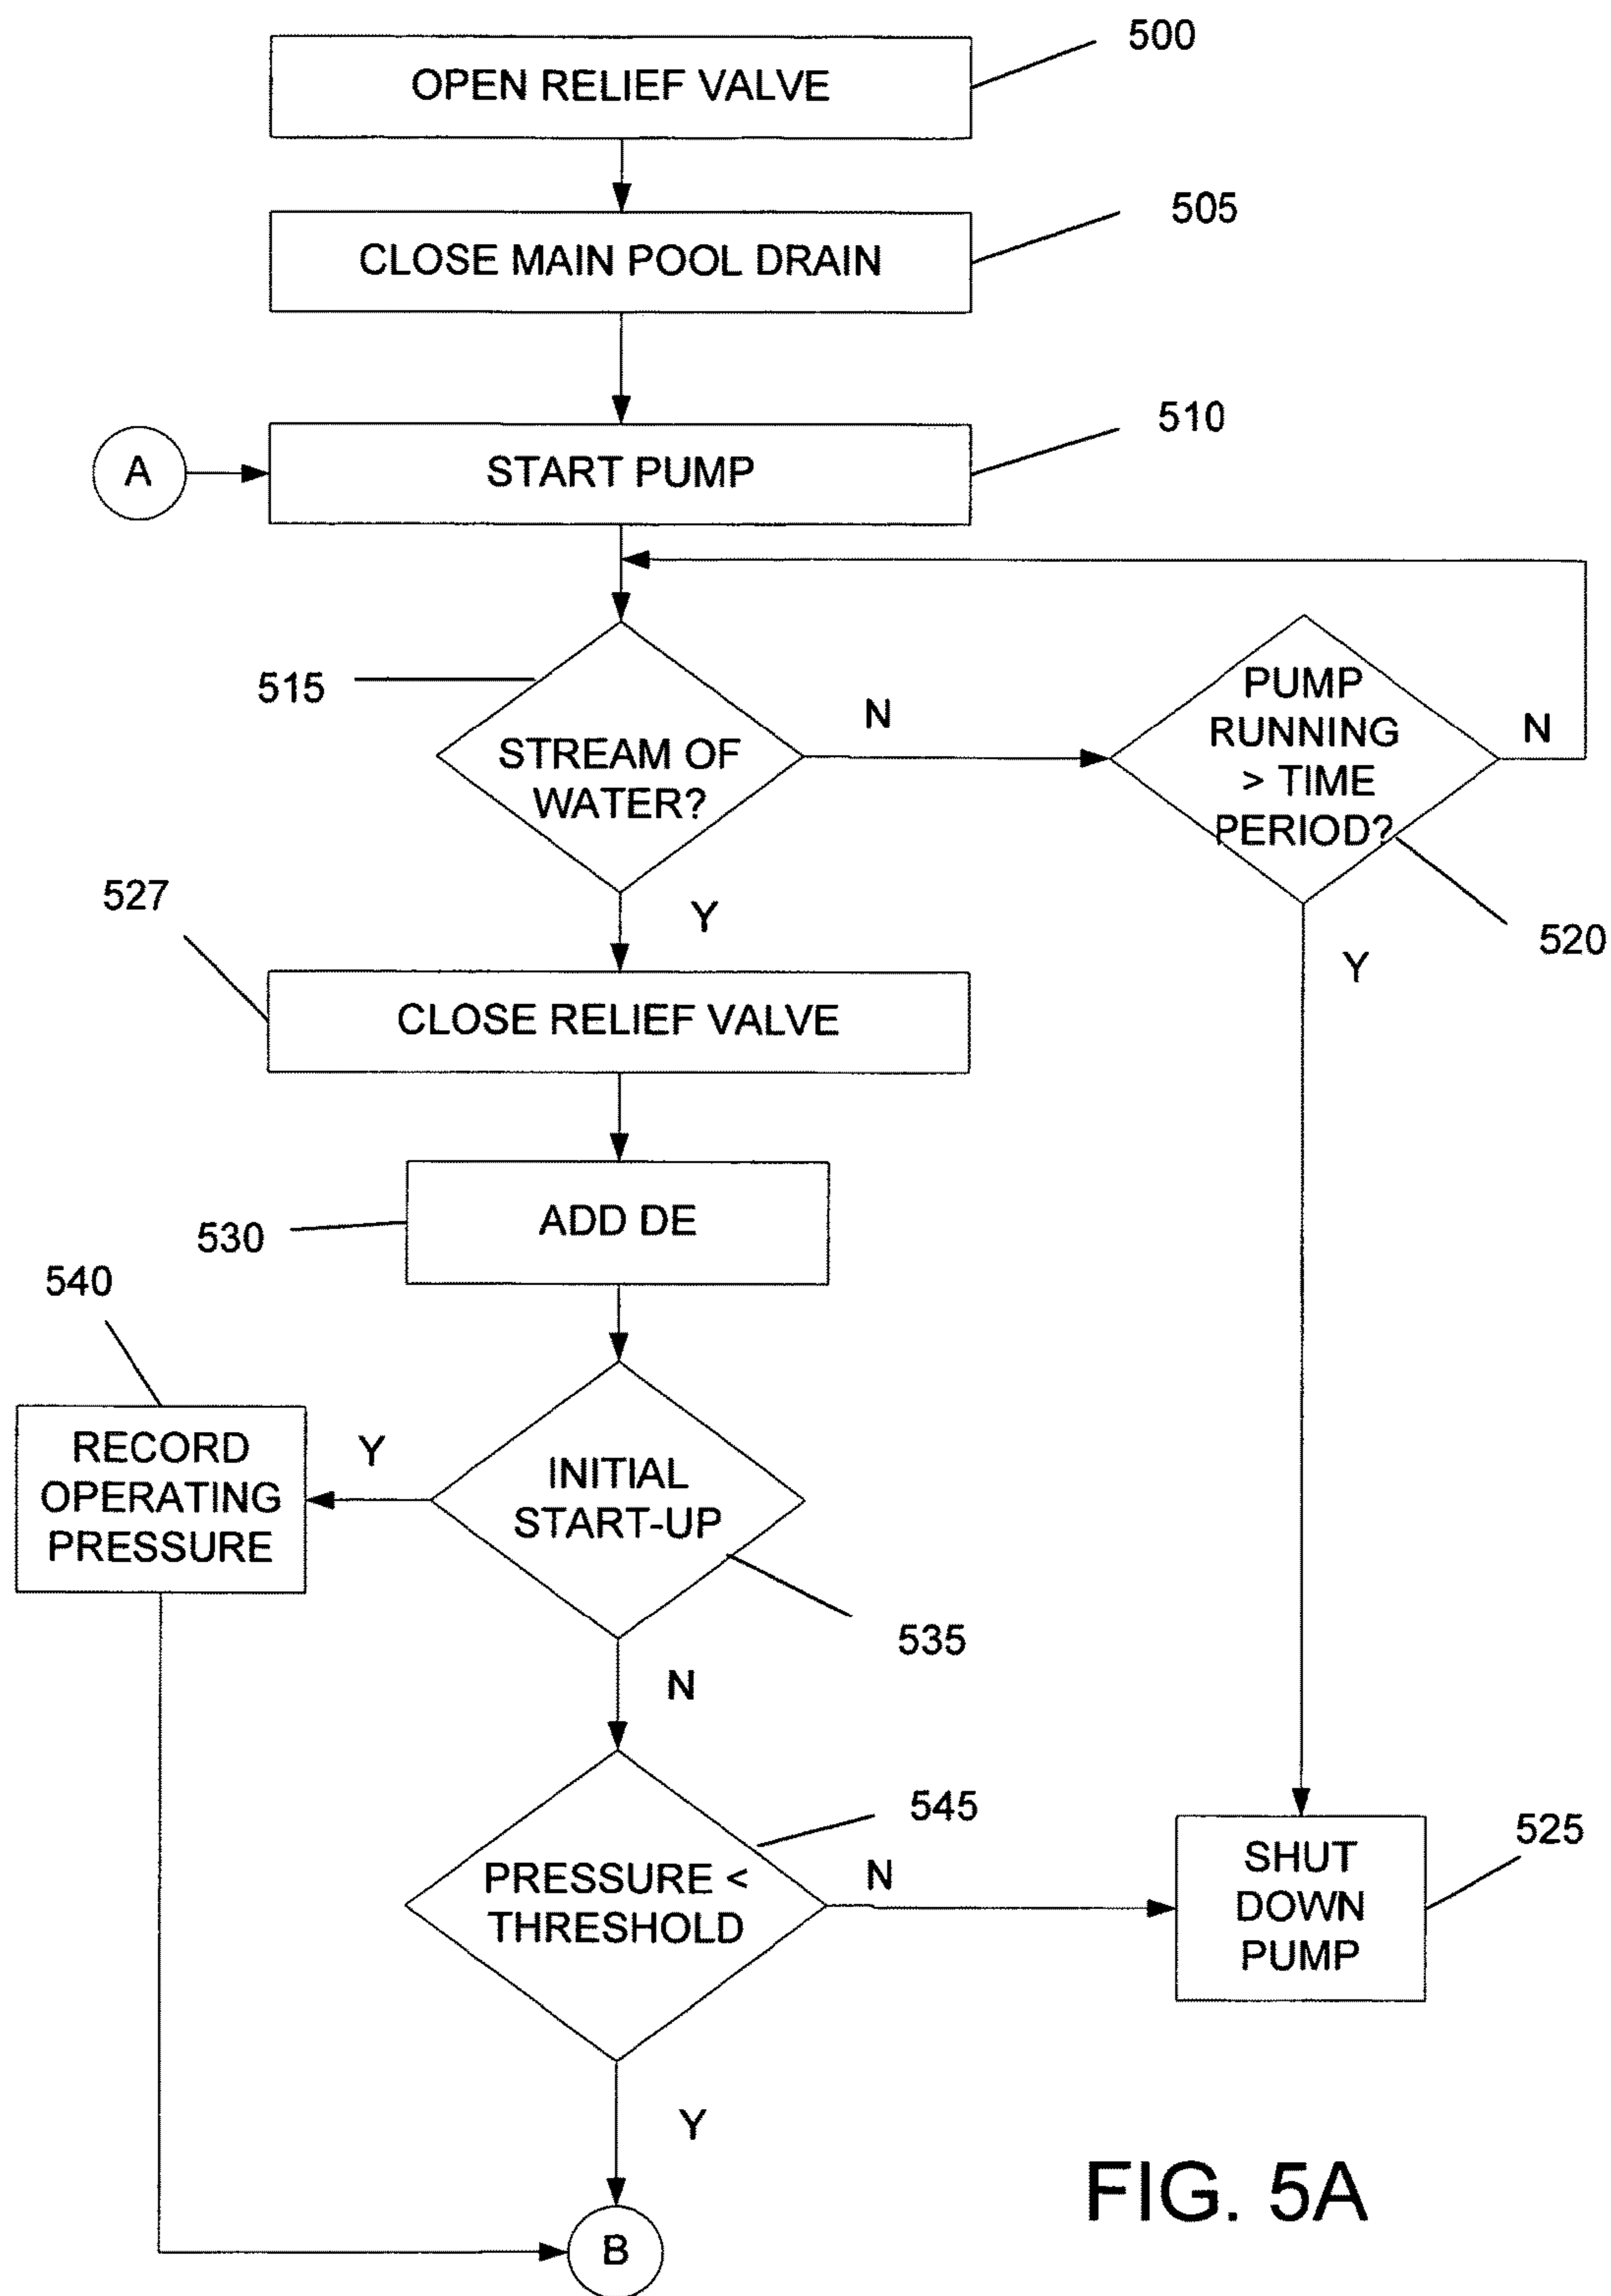 500
OPEN RELIEF VALVE
505
CLOSE MAIN POOL DRAIN
510
A
START PUMP
515
STREAM OF
WATER?
N
PUMP
RUNNING
> TIME
PERIOD?
N
520
Y
Y
527
CLOSE RELIEF VALVE
530
ADD DE
540
RECORD
OPERATING
PRESSURE
Y
INITIAL
START-UP
535
N
545
PRESSURE <
THRESHOLD
N
525
SHUT
DOWN
PUMP
Y
B
FIG. 5A